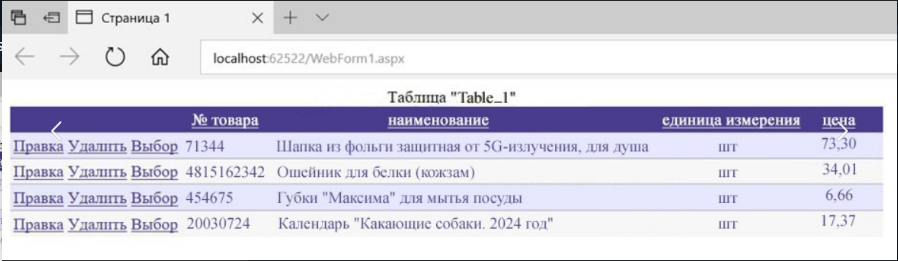 Страница 1
localhost:62522/WebForm1.aspx
Таблица "Table_1"
№ товара наименование единица измерения цена
Правка Удалить Выбор 71344 Шапка из фольги защитная от 5G-излучения, для душа шт 73,30
Правка Удалить Выбор 4815162342 Ошейник для белки (кожзам) шт 34,01
Правка Удалить Выбор 454675 Губки "Максима" для мытья посуды шт 6,66
Правка Удалить Выбор 20030724 Календарь "Какающие собаки. 2024 год" шт 17,37